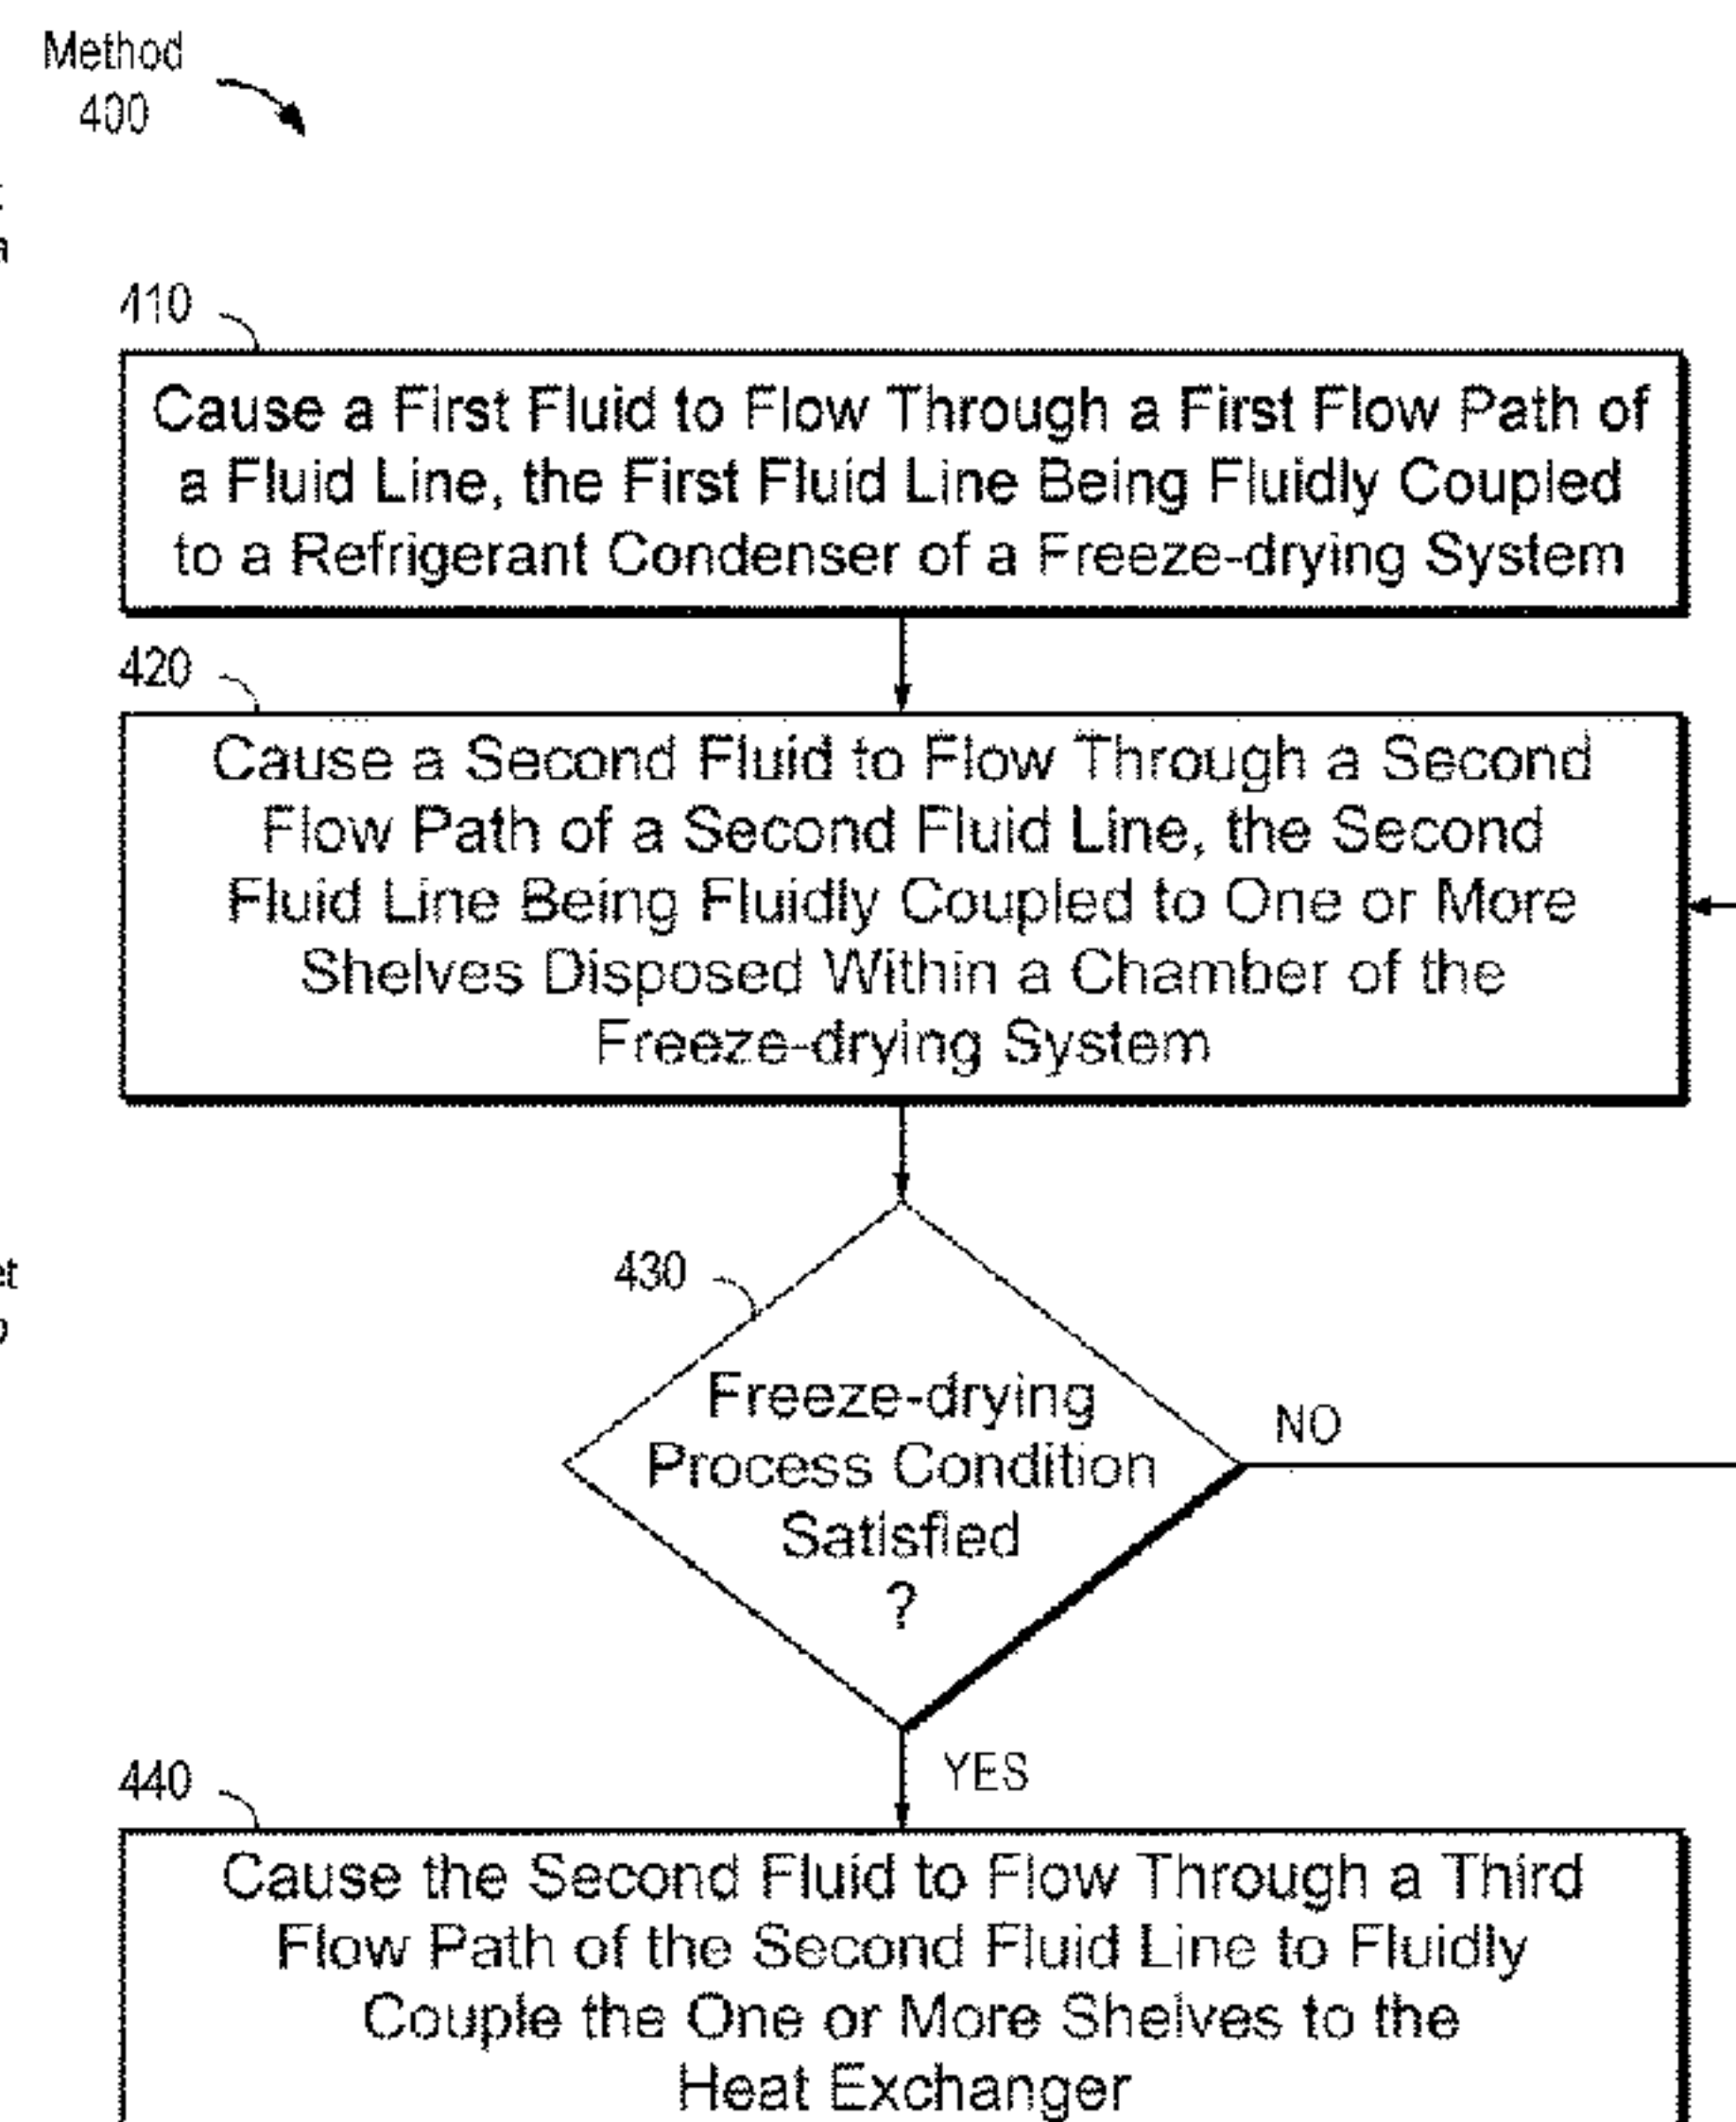 Method
400
410
Cause a First Fluid to Flow Through a First Flow Path of
a Fluid Line, the First Fluid Line Being Fluidly Coupled
to a Refrigerant Condenser of a Freeze-drying System
420
Cause a Second Fluid to Flow Through a Second
Flow Path of a Second Fluid Line, the Second
Fluid Line Being Fluidly Coupled to One or More
Shelves Disposed Within a Chamber of the
Freeze-drying System
430
Freeze-drying
Process Condition
Satisfied
?
NO
YES
440
Cause the Second Fluid to Flow Through a Third
Flow Path of the Second Fluid Line to Fluidly
Couple the One or More Shelves to the
Heat Exchanger